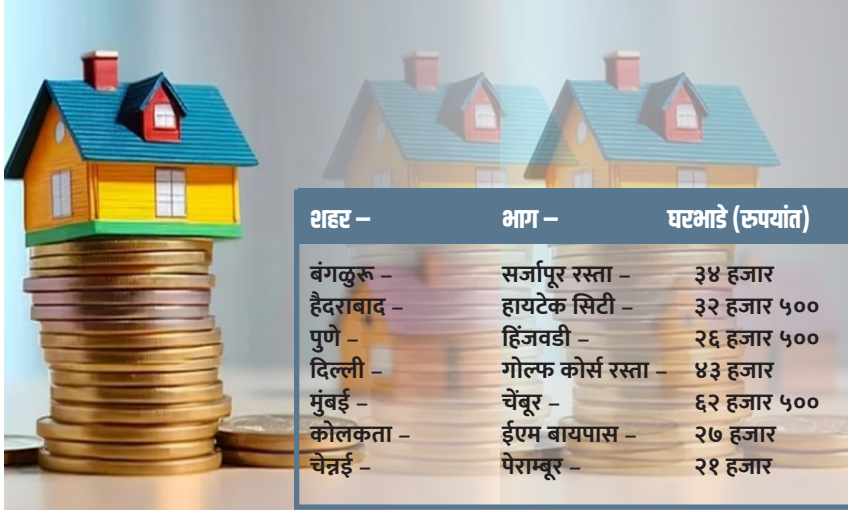 शहर – भाग – घरभाडे (रुपयांत)
बंगळुरू – सर्जापूर रस्ता – ३४ हजार
हैदराबाद – हायटेक सिटी – ३२ हजार ५००
पुणे – हिंजवडी – २६ हजार ५००
दिल्ली – गोल्फ कोर्स रस्ता – ४३ हजार
मुंबई – चेंबूर – ६२ हजार ५००
कोलकता – ईएम बायपास – २७ हजार
चेन्नई – पेराम्बूर – २१ हजार